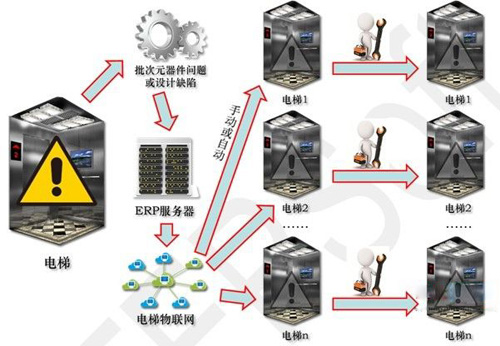 批次元器件问题
或设计缺陷
手动或自动
电梯1
电梯1
ERP服务器
电梯2
电梯2
......
......
电梯
电梯物联网
电梯n
电梯n